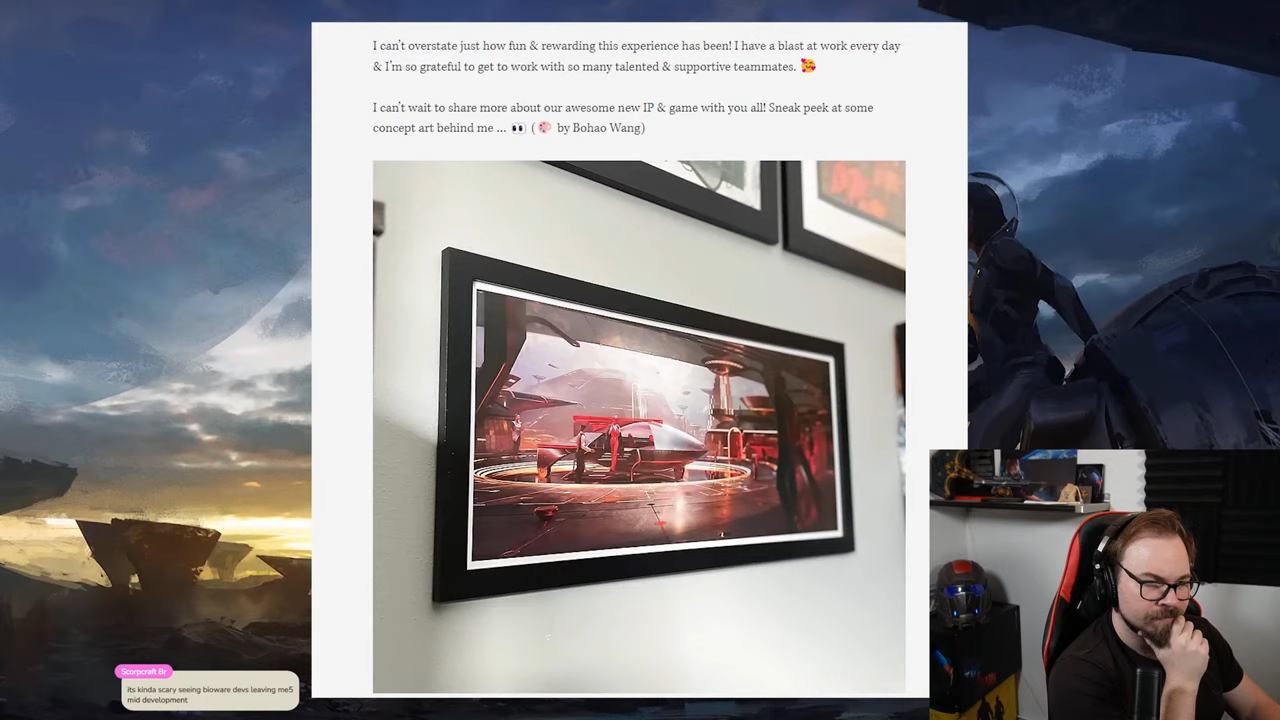 I can't overstate just how fun & rewarding this experience has been! I have a blast at work every day
& I'm so grateful to get to work with so many talented & supportive teammates. 🥰
I can't wait to share more about our awesome new IP & game with you all! Sneak peek at some
concept art behind me ... 👀 ( 🎨 by Bohao Wang)
Scorpcraft Br
its kinda scary seeing bioware devs leaving me5
mid development